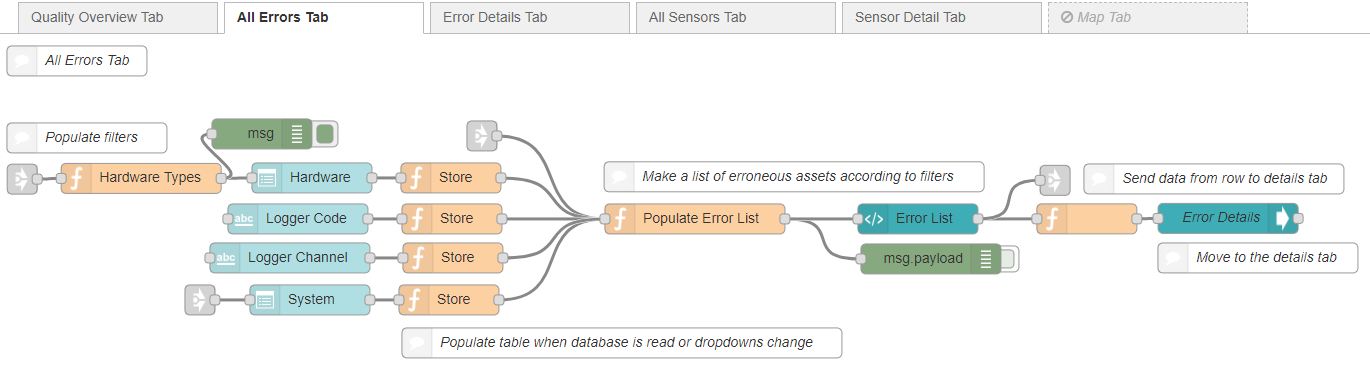 Quality Overview Tab
All Errors Tab
Error Details Tab
All Sensors Tab
Sensor Detail Tab
Map Tab
All Errors Tab
Populate filters
msg
Hardware Types
Hardware
Store
Make a list of erroneous assets according to filters
Send data from row to details tab
abc
Logger Code
Store
Populate Error List
</> Error List
Error Details
abc
Logger Channel
Store
msg.payload
Move to the details tab
System
Store
Populate table when database is read or dropdowns change